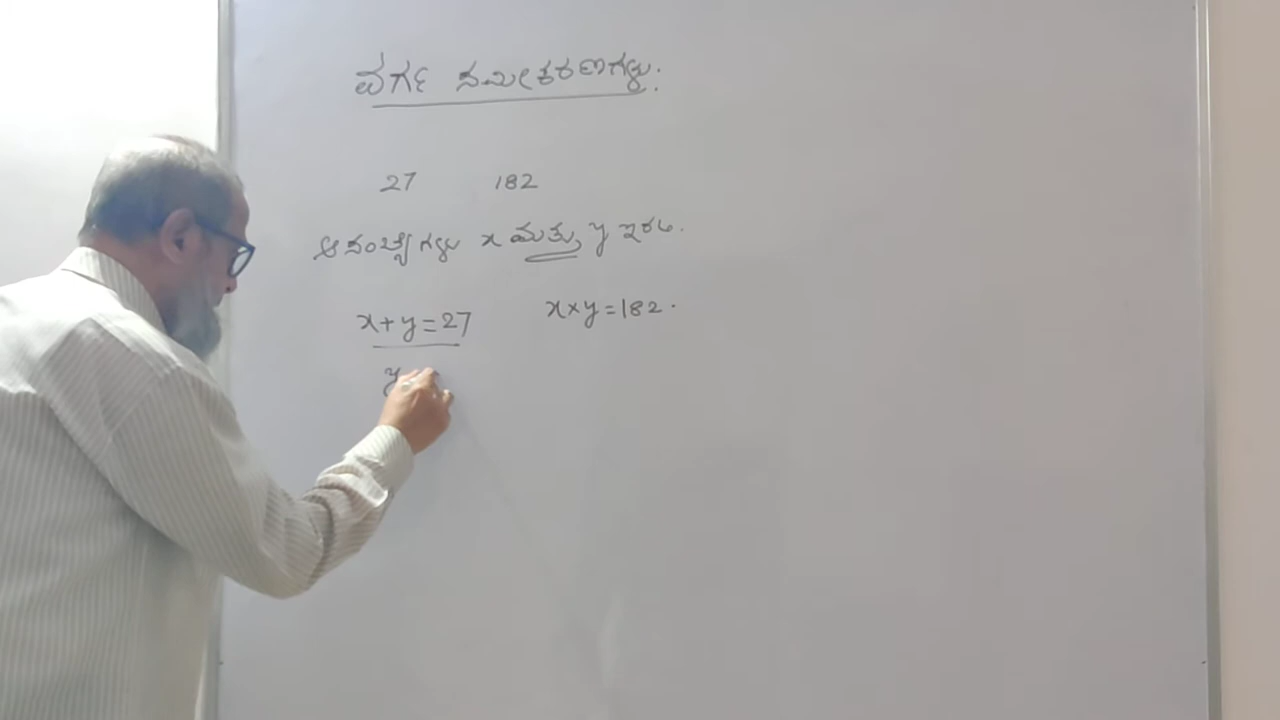 ವರ್ಗ ಸಮೀಕರಣಗಳು.
27 182
ಆ ಸಂಖ್ಯೆಗಳು x ಮತ್ತು y ಇರಲಿ.
x+y=27 x×y=182.
y